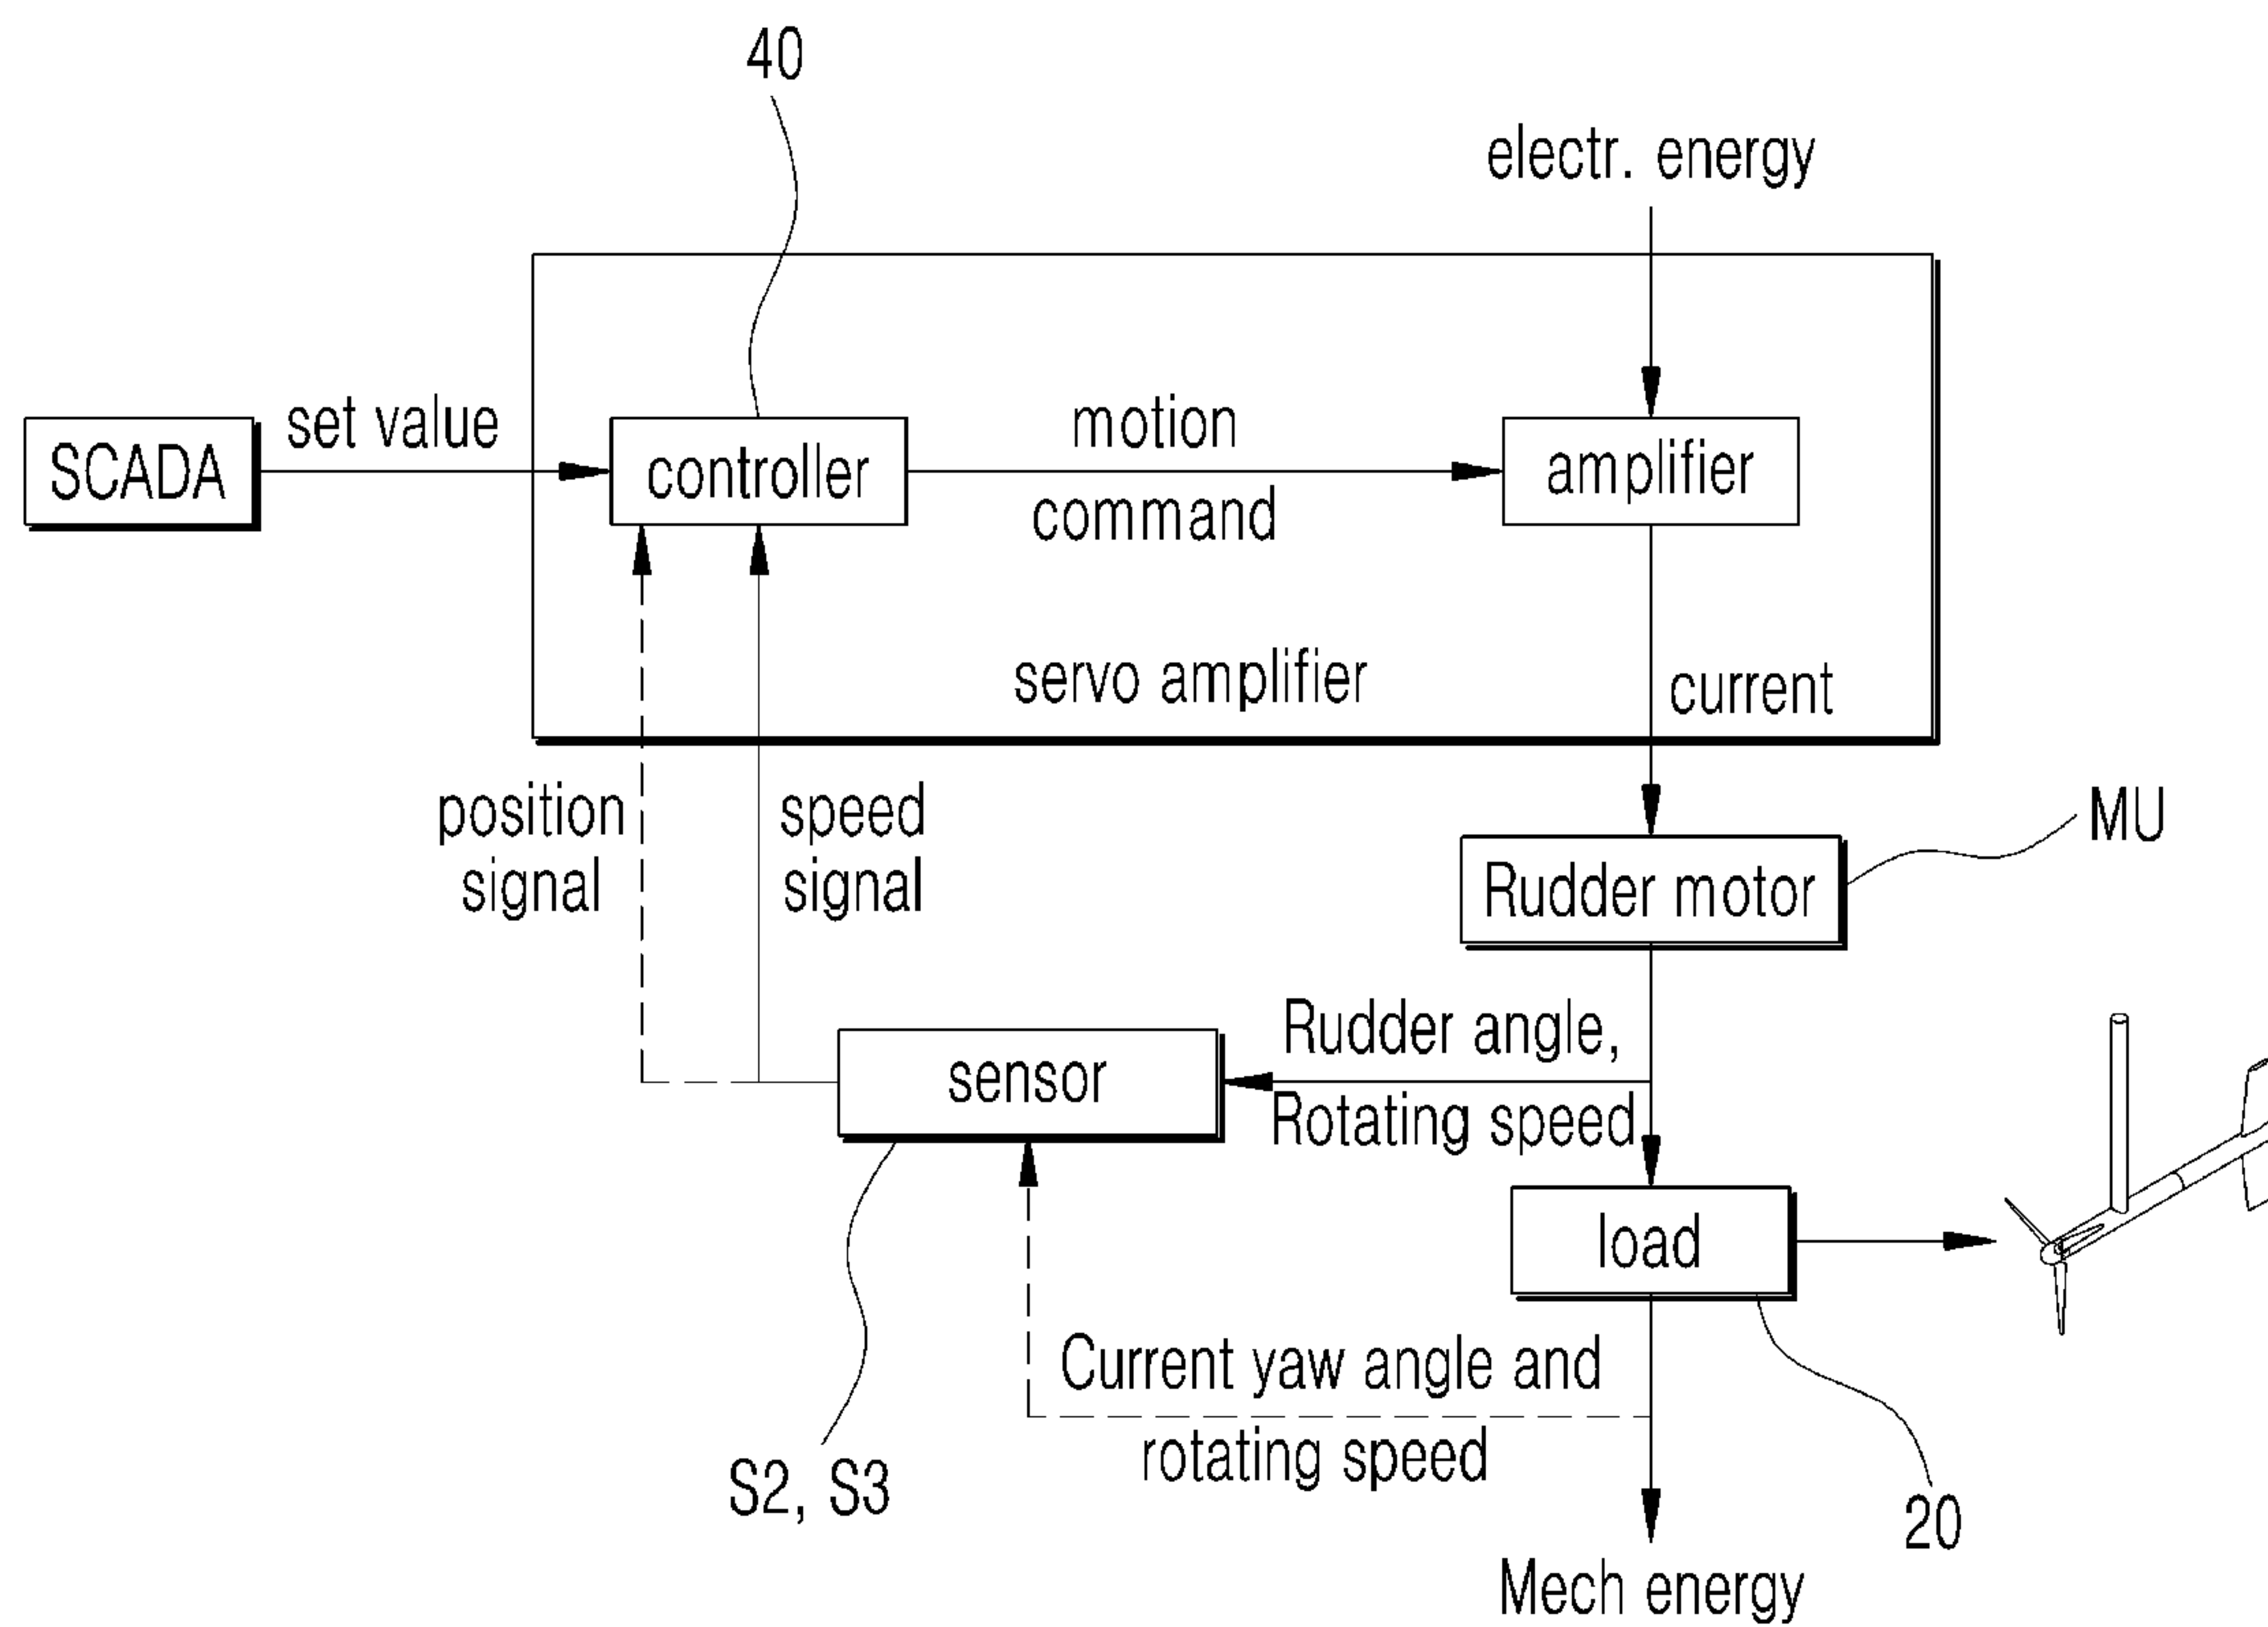 40
electr. energy
SCADA
set value
controller
motion
command
amplifier
servo amplifier
current
position
signal
speed
signal
MU
Rudder motor
Rudder angle,
Rotating speed
sensor
load
Current yaw angle and
rotating speed
S2, S3
20
Mech energy